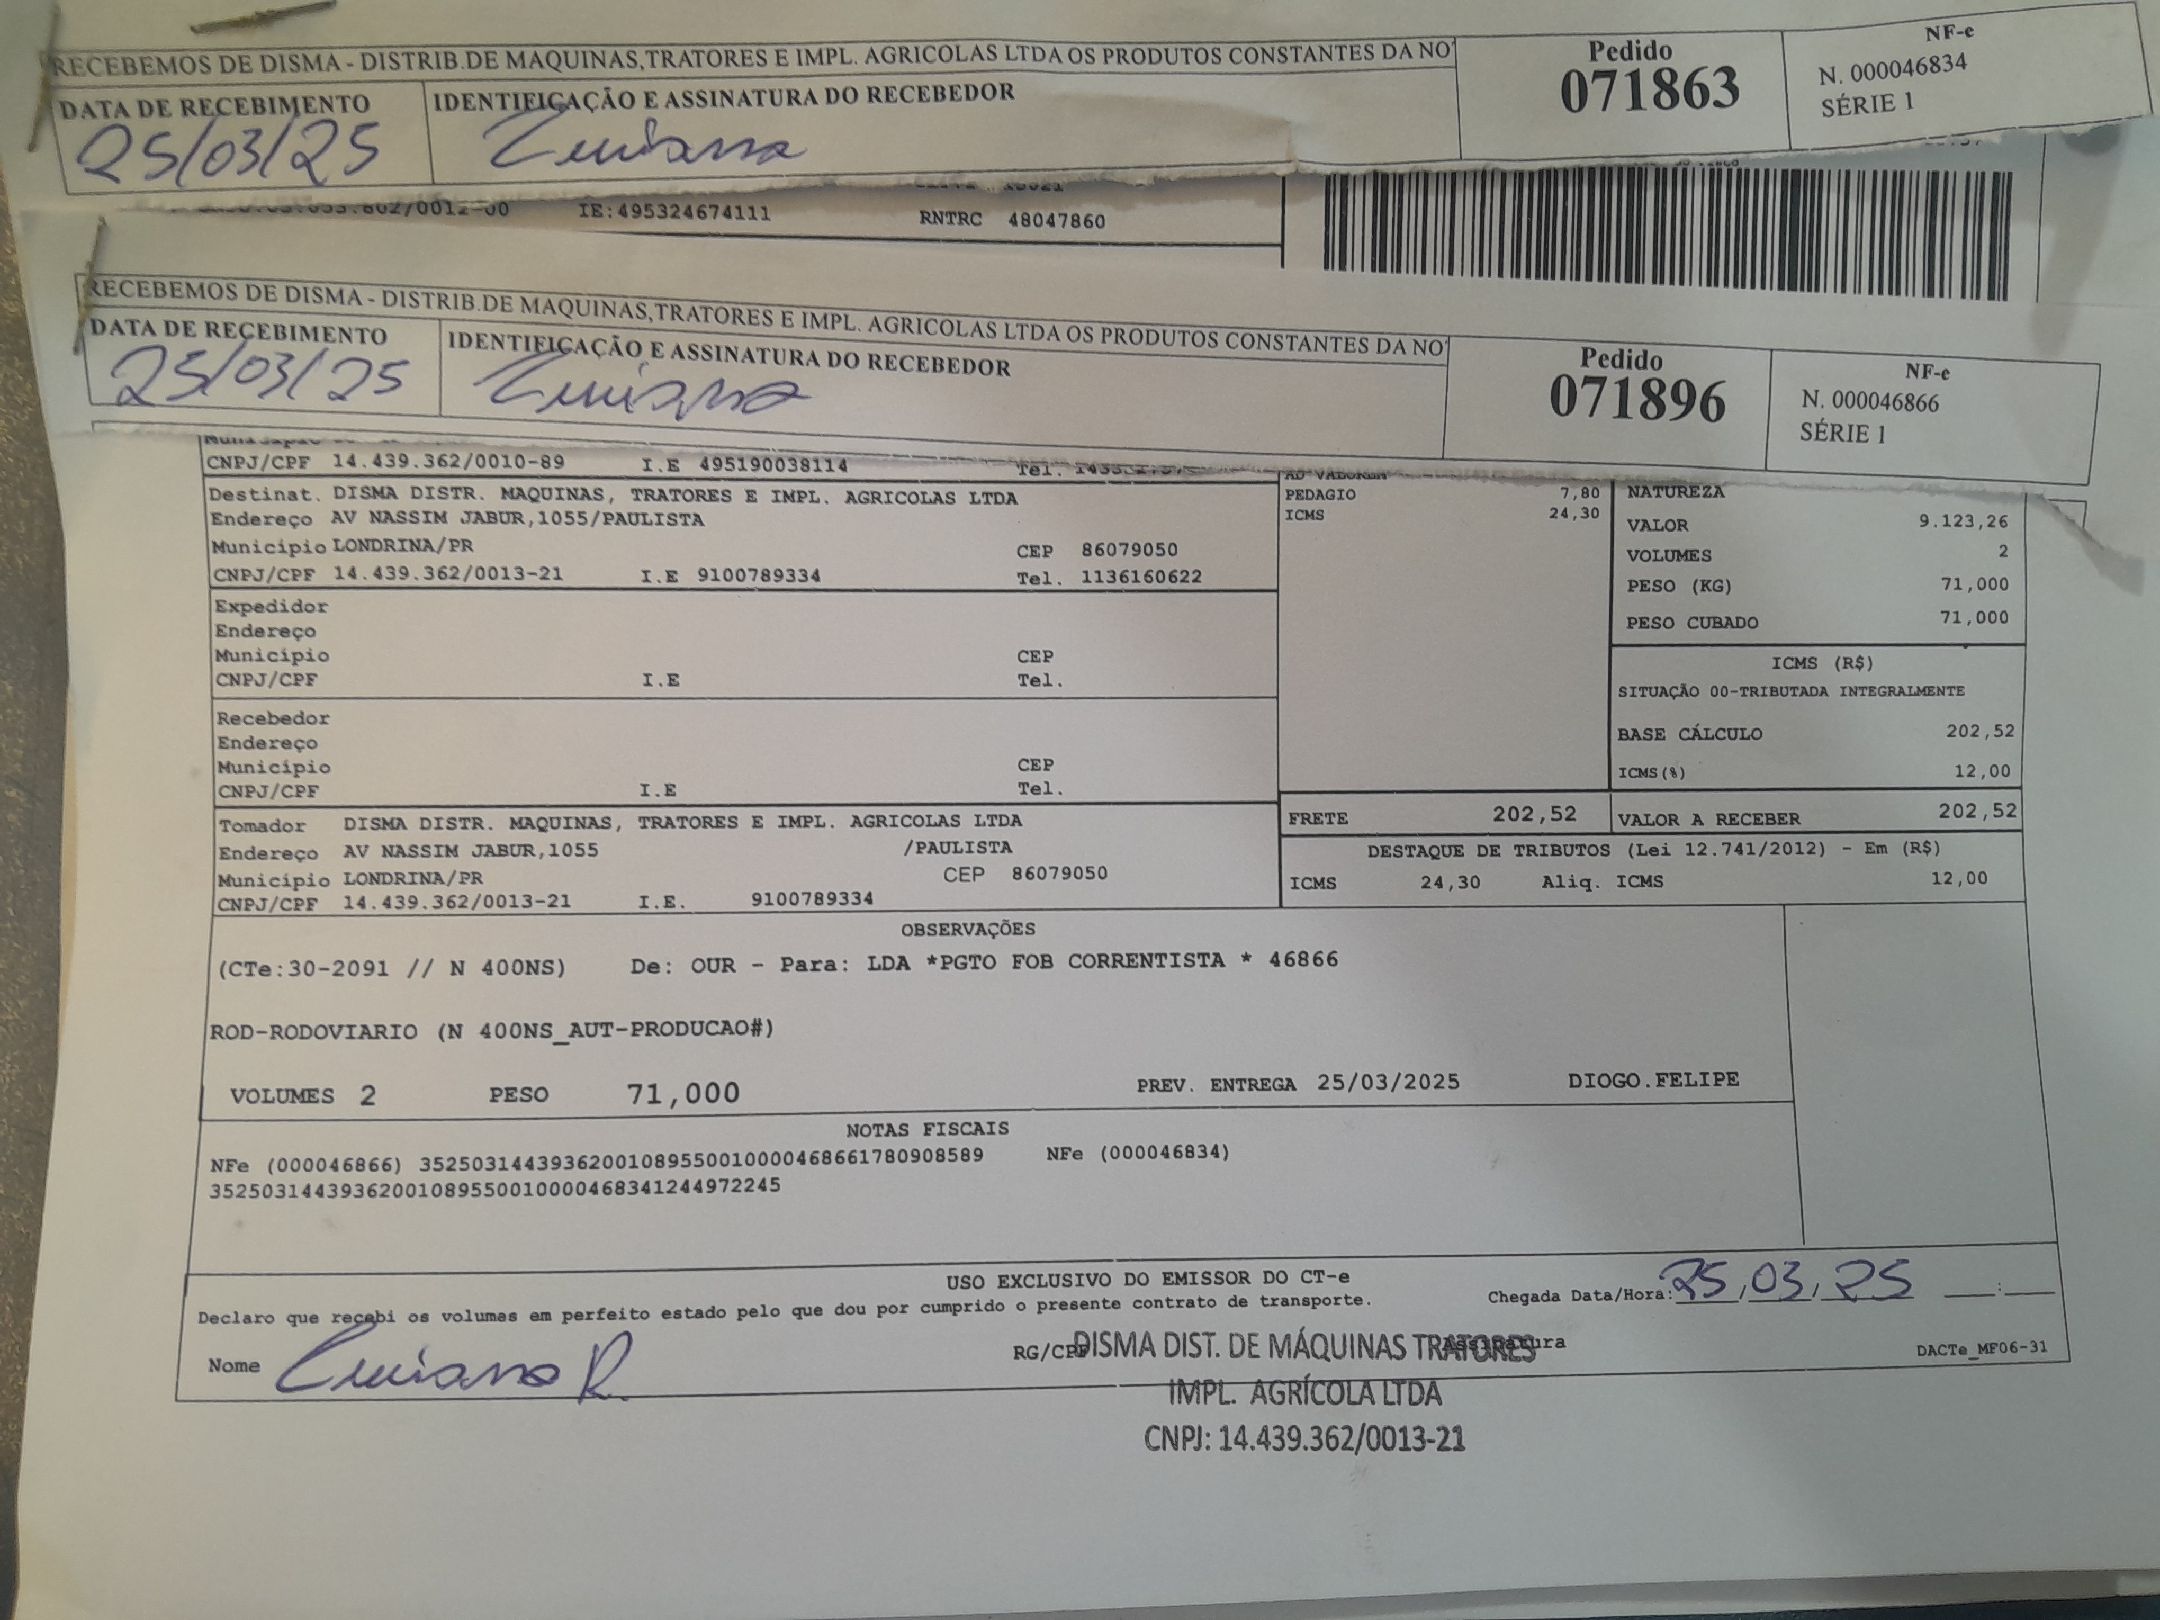 RECEBEMOS DE DISMA - DISTRIB.DE MAQUINAS,TRATORES E IMPL. AGRICOLAS LTDA OS PRODUTOS CONSTANTES DA NO
DATA DE RECEBIMENTO IDENTIFICAÇÃO E ASSINATURA DO RECEBEDOR
25/03/25
Pedido
071863
NF-e
N. 000046834
SÉRIE 1
IE:495324674111 RNTRC 48047860
RECEBEMOS DE DISMA - DISTRIB.DE MAQUINAS,TRATORES E IMPL. AGRICOLAS LTDA OS PRODUTOS CONSTANTES DA NO
DATA DE RECEBIMENTO IDENTIFICAÇÃO E ASSINATURA DO RECEBEDOR
25/03/25
Pedido
071896
NF-e
N. 000046866
SÉRIE 1
CNPJ/CPF 14.439.362/0010-89 I.E 495190038114 Tel.
Destinat. DISMA DISTR. MAQUINAS, TRATORES E IMPL. AGRICOLAS LTDA
Endereço AV NASSIM JABUR,1055/PAULISTA
Município LONDRINA/PR CEP 86079050
CNPJ/CPF 14.439.362/0013-21 I.E 9100789334 Tel. 1136160622
Expedidor
Endereço
Município CEP
CNPJ/CPF I.E Tel.
Recebedor
Endereço
Município CEP
CNPJ/CPF I.E Tel.
Tomador DISMA DISTR. MAQUINAS, TRATORES E IMPL. AGRICOLAS LTDA
Endereço AV NASSIM JABUR,1055 /PAULISTA
Município LONDRINA/PR CEP 86079050
CNPJ/CPF 14.439.362/0013-21 I.E. 9100789334
AD VALOREM
PEDAGIO 7,80
ICMS 24,30
NATUREZA
VALOR 9.123,26
VOLUMES 2
PESO (KG) 71,000
PESO CUBADO 71,000
ICMS (R$)
SITUAÇÃO 00-TRIBUTADA INTEGRALMENTE
BASE CÁLCULO 202,52
ICMS(%) 12,00
FRETE 202,52 VALOR A RECEBER 202,52
DESTAQUE DE TRIBUTOS (Lei 12.741/2012) - Em (R$)
ICMS 24,30 Aliq. ICMS 12,00
OBSERVAÇÕES
(CTe:30-2091 // N 400NS) De: OUR - Para: LDA *PGTO FOB CORRENTISTA * 46866
ROD-RODOVIARIO (N 400NS_AUT-PRODUCAO#)
VOLUMES 2 PESO 71,000 PREV. ENTREGA 25/03/2025 DIOGO.FELIPE
NOTAS FISCAIS
NFe (000046866) 35250314439362001089550010000468661780908589 NFe (000046834)
35250314439362001089550010000468341244972245
USO EXCLUSIVO DO EMISSOR DO CT-e
Declaro que recebi os volumas em perfeito estado pelo que dou por cumprido o presente contrato de transporte.
Chegada Data/Hora: 25/03/25 :
Nome RG/CPF Assinatura DACTe_MF06-31
DISMA DIST. DE MÁQUINAS TRATORES
IMPL. AGRÍCOLA LTDA
CNPJ: 14.439.362/0013-21